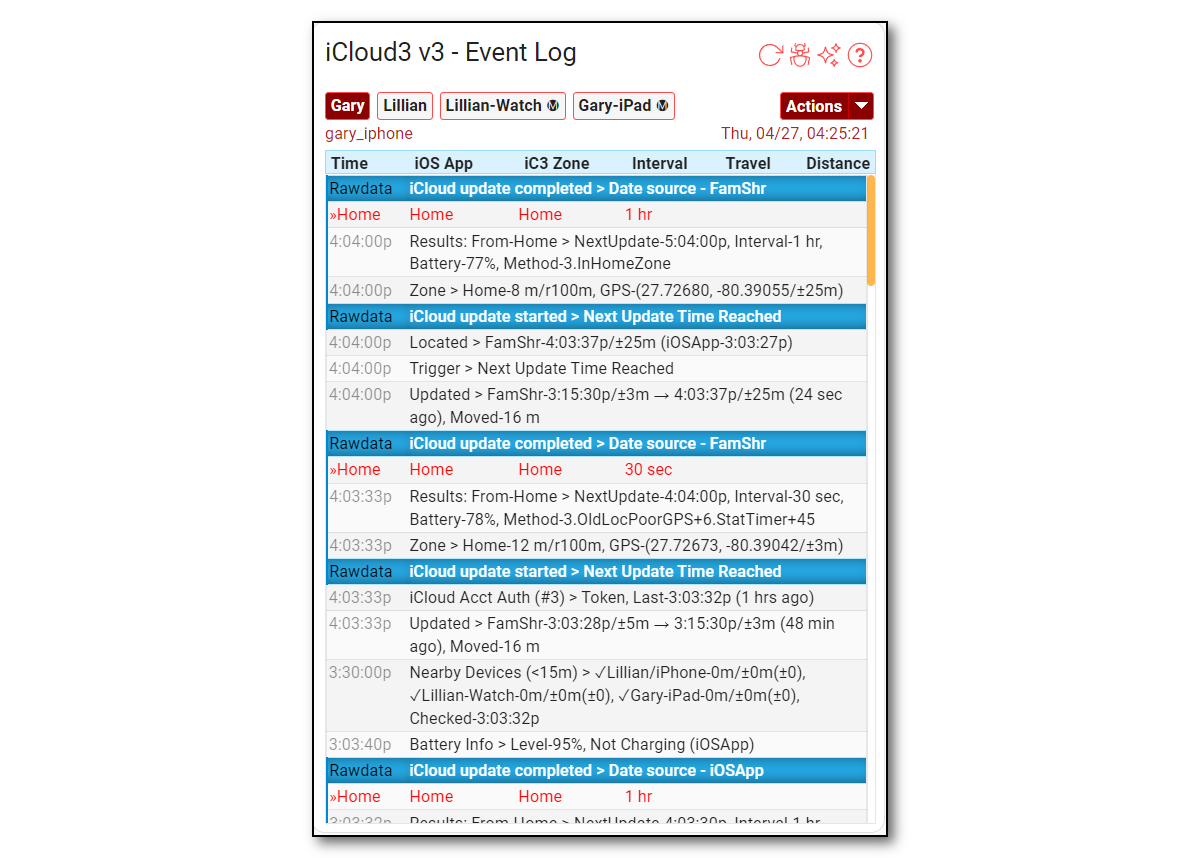 iCloud3 v3 - Event Log
Gary Lillian Lillian-Watch Ⓜ Gary-iPad Ⓜ Actions
gary_iphone Thu, 04/27, 04:25:21
Time iOS App iC3 Zone Interval Travel Distance
Rawdata iCloud update completed > Date source - FamShr
»Home Home Home 1 hr
4:04:00p Results: From-Home > NextUpdate-5:04:00p, Interval-1 hr,
Battery-77%, Method-3.InHomeZone
4:04:00p Zone > Home-8 m/r100m, GPS-(27.72680, -80.39055/±25m)
Rawdata iCloud update started > Next Update Time Reached
4:04:00p Located > FamShr-4:03:37p/±25m (iOSApp-3:03:27p)
4:04:00p Trigger > Next Update Time Reached
4:04:00p Updated > FamShr-3:15:30p/±3m → 4:03:37p/±25m (24 sec
ago), Moved-16 m
Rawdata iCloud update completed > Date source - FamShr
»Home Home Home 30 sec
4:03:33p Results: From-Home > NextUpdate-4:04:00p, Interval-30 sec,
Battery-78%, Method-3.OldLocPoorGPS+6.StatTimer+45
4:03:33p Zone > Home-12 m/r100m, GPS-(27.72673, -80.39042/±3m)
Rawdata iCloud update started > Next Update Time Reached
4:03:33p iCloud Acct Auth (#3) > Token, Last-3:03:32p (1 hrs ago)
4:03:33p Updated > FamShr-3:03:28p/±5m → 3:15:30p/±3m (48 min
ago), Moved-16 m
3:30:00p Nearby Devices (<15m) > ✓Lillian/iPhone-0m/±0m(±0),
✓Lillian-Watch-0m/±0m(±0), ✓Gary-iPad-0m/±0m(±0),
Checked-3:03:32p
3:03:40p Battery Info > Level-95%, Not Charging (iOSApp)
Rawdata iCloud update completed > Date source - iOSApp
»Home Home Home 1 hr
3:03:32p Results: From-Home > NextUpdate-4:03:30p, Interval-1 hr,